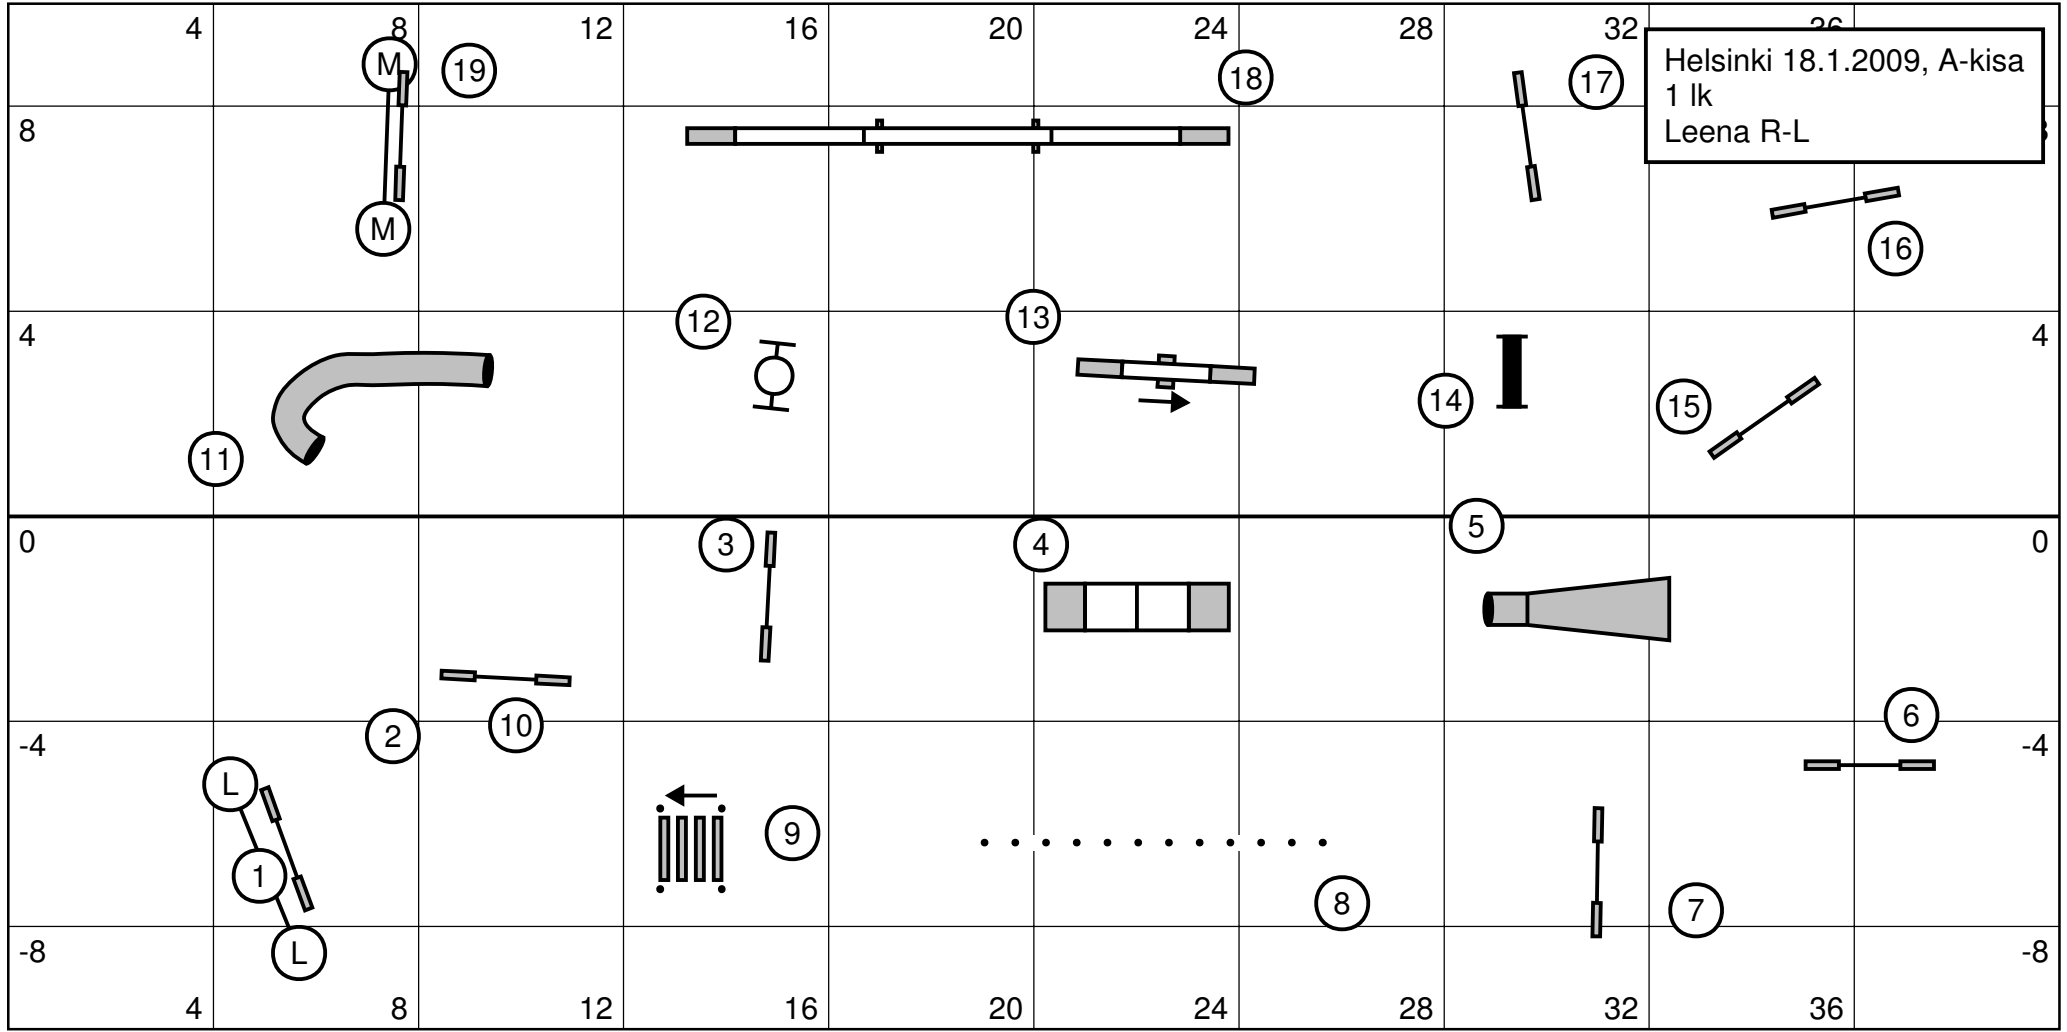 4 8 12 16 20 24 28 32 36
M 19 18 17
Helsinki 18.1.2009, A-kisa
1 lk
Leena R-L
8 8
M 16
12 13
4 4
14 15
11
3 4 5
0 0
2 10 6
-4 -4
L
1 9 8 7
L
-8 -8
4 8 12 16 20 24 28 32 36